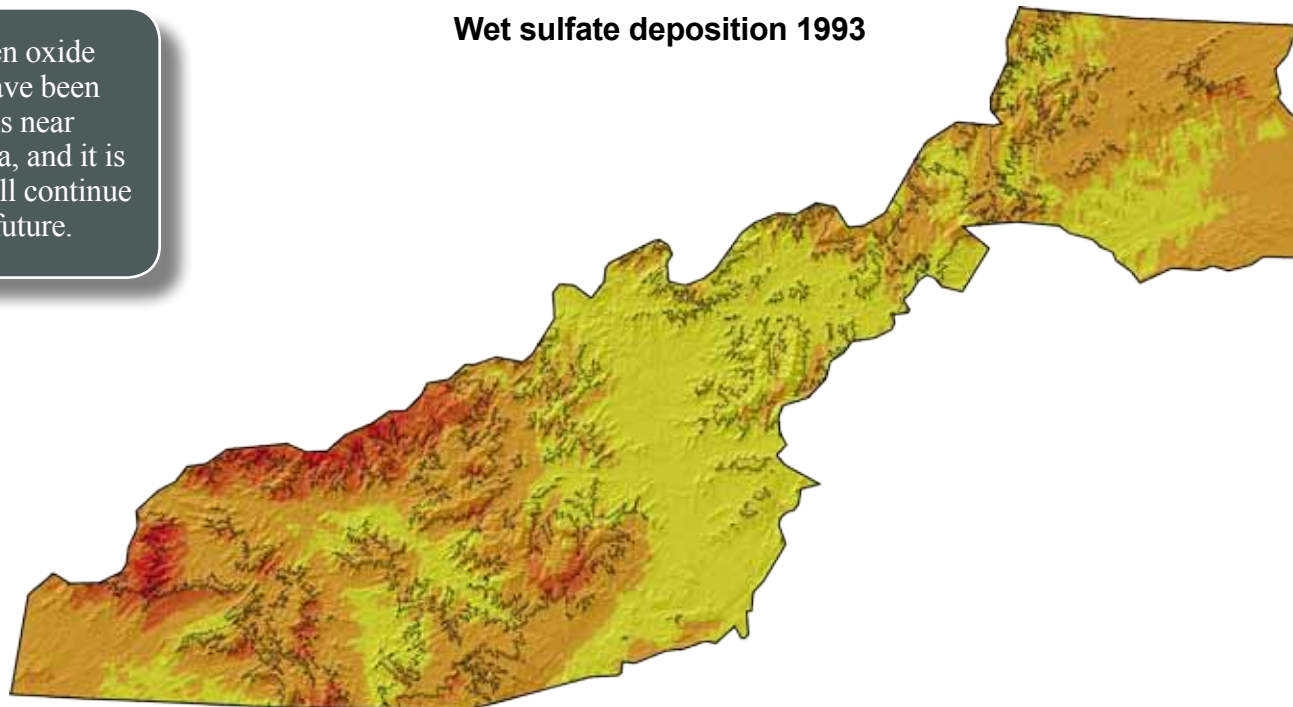 Wet sulfate deposition 1993
en oxide
ave been
s near
a, and it is
ll continue
future.